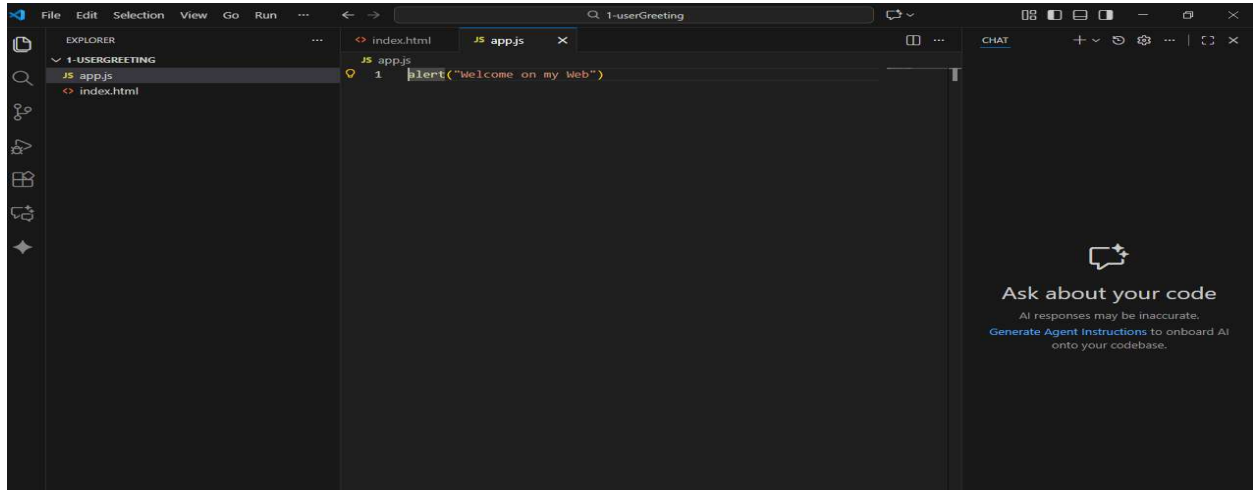 File Edit Selection View Go Run ··· 1-userGreeting
EXPLORER ···
1-USERGREETING
JS app.js
<> index.html
<> index.html JS app.js ···
JS app.js
1 alert("Welcome on my Web")
CHAT ···
Ask about your code
AI responses may be inaccurate.
Generate Agent Instructions to onboard AI
onto your codebase.